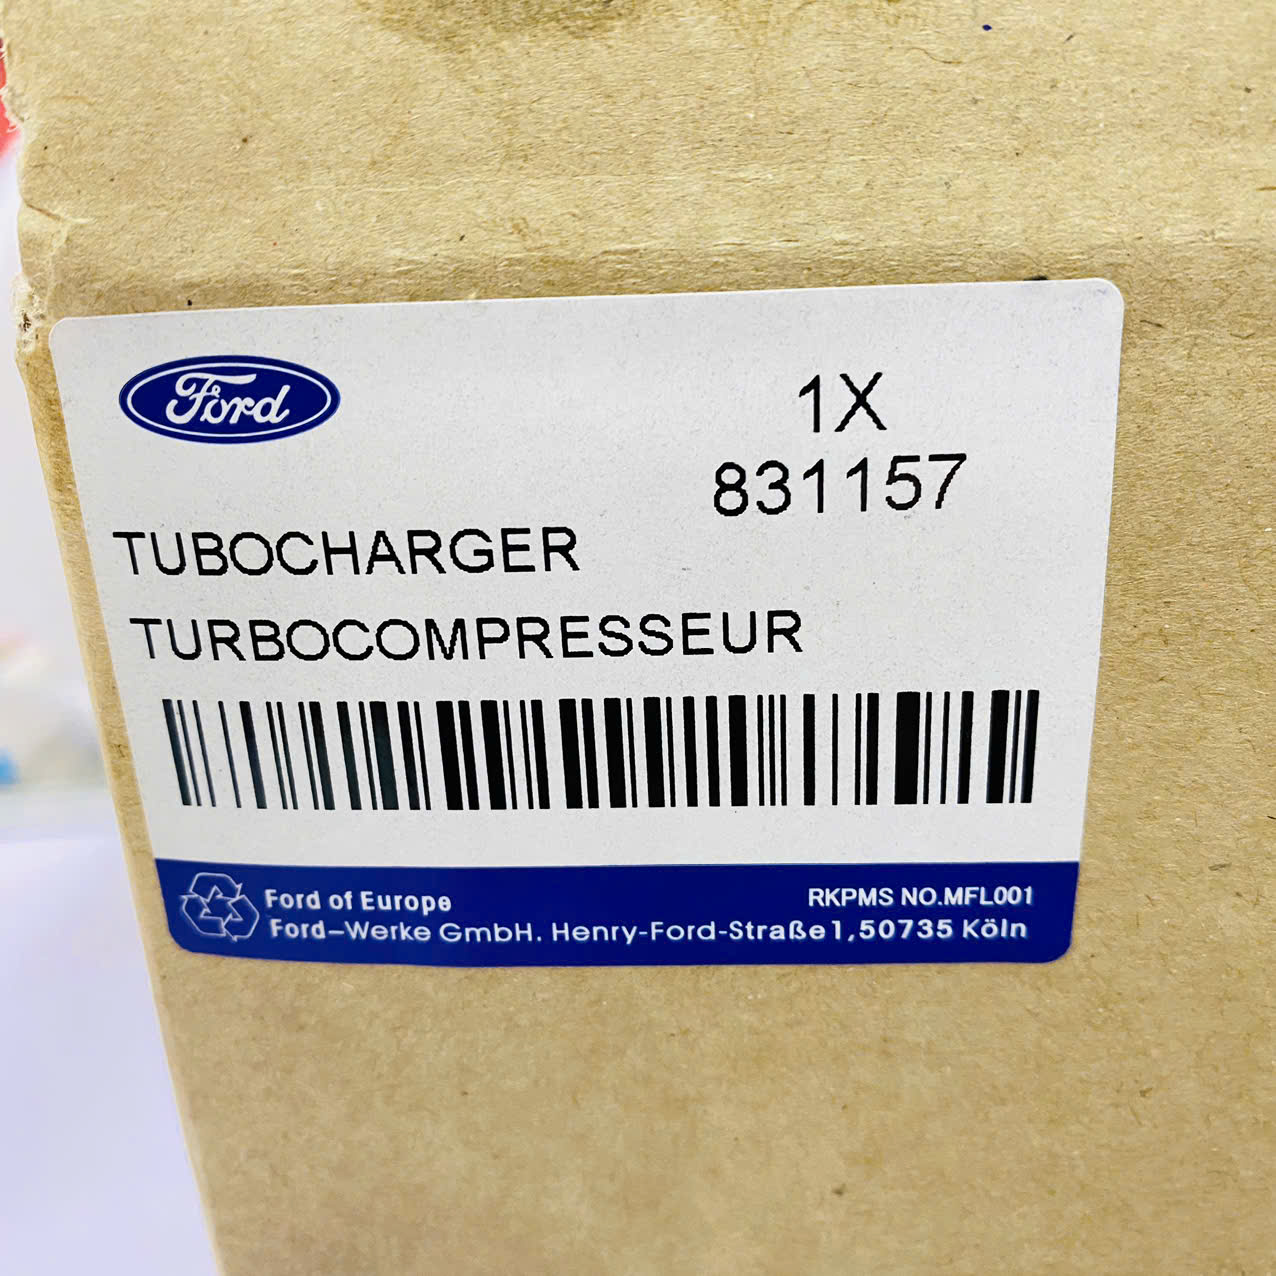 Ford
1X
831157
TUBOCHARGER
TURBOCOMPRESSEUR
Ford of Europe
RKPMS NO.MFL001
Ford-Werke GmbH. Henry-Ford-Straße1,50735 Köln